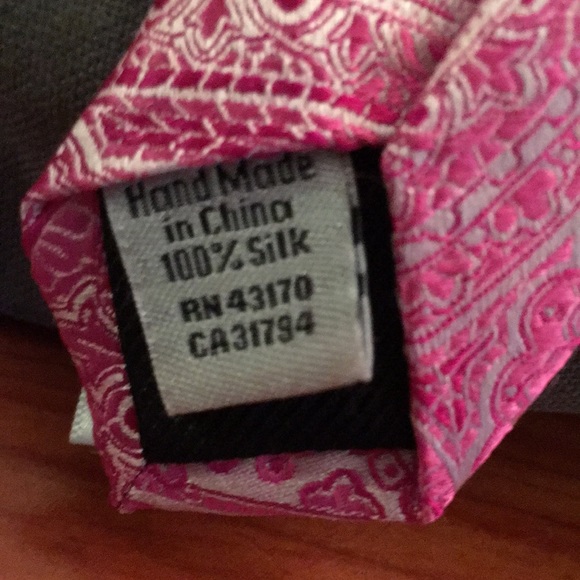 Hand Made
in China
100% Silk
RN 43170
CA31794